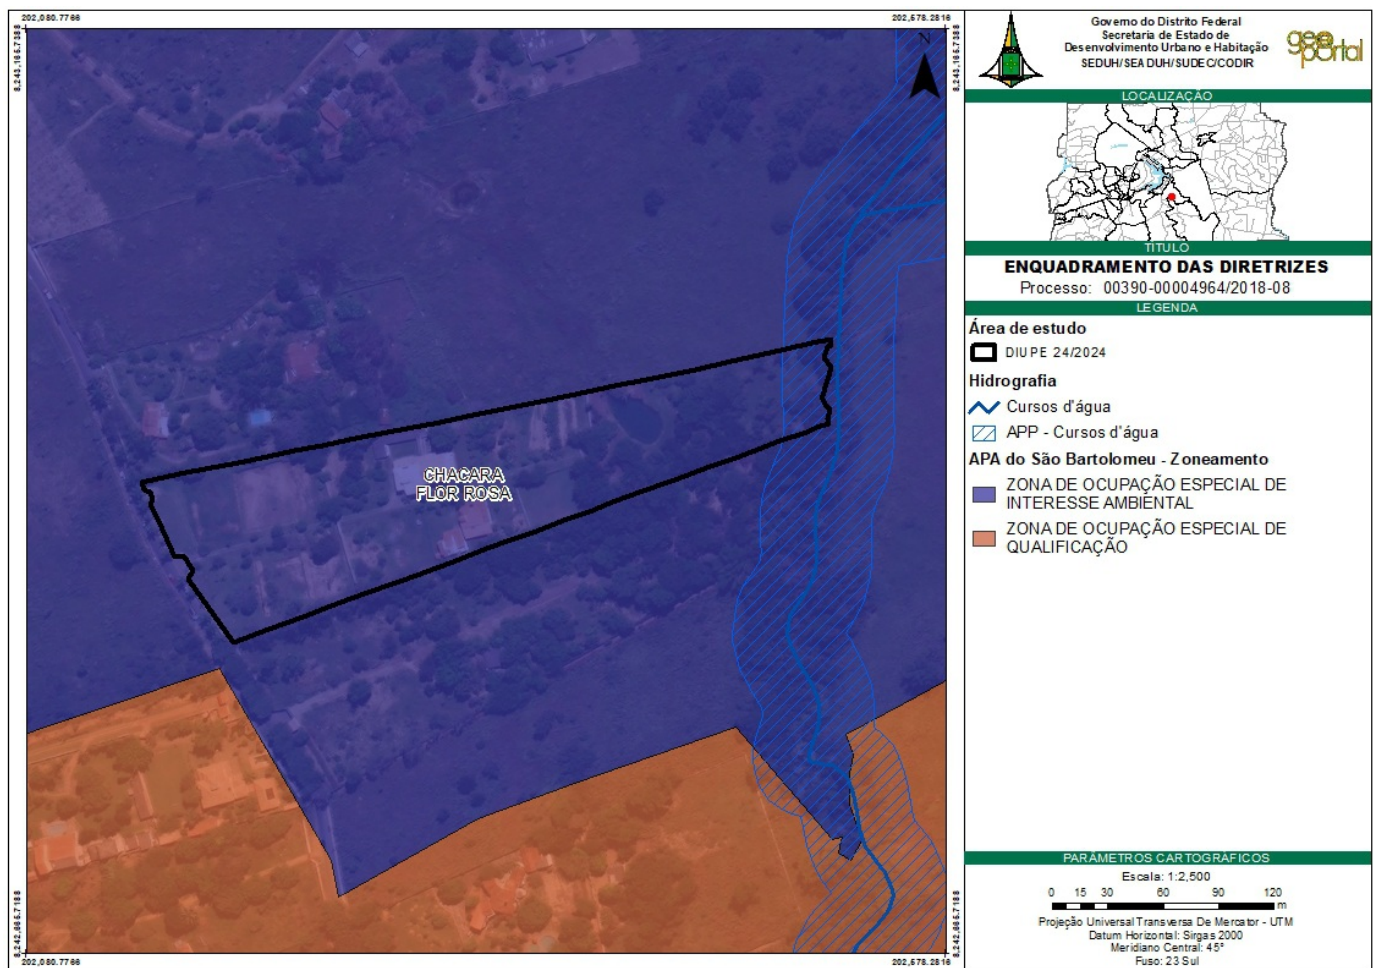 202,080.7766
202,578.2816
8,243,165.7388
8,243,165.7388
N
CHACARA
FLOR ROSA
8,242,665.7188
8,242,665.7188
202,080.7766
202,578.2816
Governo do Distrito Federal
Secretaria de Estado de
Desenvolvimento Urbano e Habitação
SEDUH/SEADUH/SUDEC/CODIR
geo
portal
LOCALIZAÇÃO
TÍTULO
ENQUADRAMENTO DAS DIRETRIZES
Processo: 00390-00004964/2018-08
LEGENDA
Área de estudo
DIUPE 24/2024
Hidrografia
Cursos d'água
APP - Cursos d'água
APA do São Bartolomeu - Zoneamento
ZONA DE OCUPAÇÃO ESPECIAL DE
INTERESSE AMBIENTAL
ZONA DE OCUPAÇÃO ESPECIAL DE
QUALIFICAÇÃO
PARÂMETROS CARTOGRÁFICOS
Escala: 1:2,500
0 15 30 60 90 120
m
Projeção Universal Transversa De Mercator - UTM
Datum Horizontal: Sirgas 2000
Meridiano Central: 45°
Fuso: 23 Sul